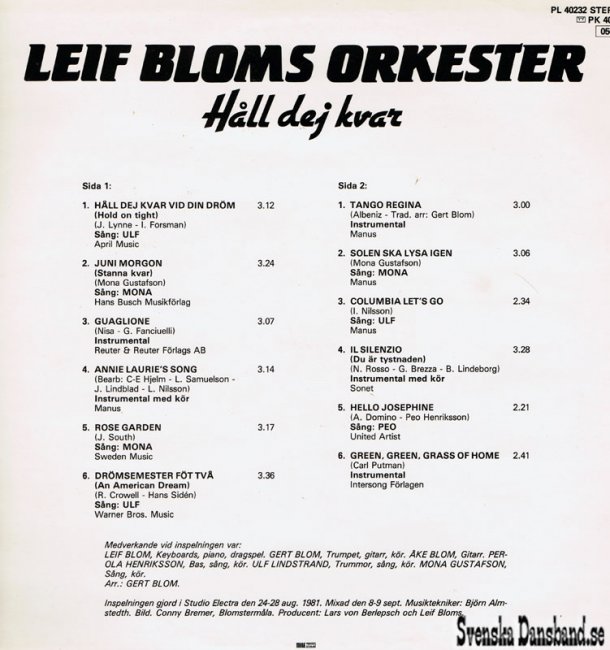 PL 40232 STER
PK 40
05
LEIF BLOMS ORKESTER
Håll dej kvar
Sida 1:
1. HÅLL DEJ KVAR VID DIN DRÖM 3.12
(Hold on tight)
(J. Lynne - I. Forsman)
Sång: ULF
April Music
2. JUNI MORGON 3.24
(Stanna kvar)
(Mona Gustafson)
Sång: MONA
Hans Busch Musikförlag
3. GUAGLIONE 3.07
(Nisa - G. Fanciuelli)
Instrumental
Reuter & Reuter Förlags AB
4. ANNIE LAURIE'S SONG 3.14
(Bearb: C-E Hjelm - L. Samuelson -
J. Lindblad - L. Nilsson)
Instrumental med kör
Manus
5. ROSE GARDEN 3.17
(J. South)
Sång: MONA
Sweden Music
6. DRÖMSEMESTER FÖT TVÅ 3.36
(An American Dream)
(R. Crowell - Hans Sidén)
Sång: ULF
Warner Bros. Music
Sida 2:
1. TANGO REGINA 3.00
(Albeniz - Trad. arr: Gert Blom)
Instrumental
Manus
2. SOLEN SKA LYSA IGEN 3.06
(Mona Gustafson)
Sång: MONA
Manus
3. COLUMBIA LET'S GO 2.34
(I. Nilsson)
Sång: ULF
Manus
4. IL SILENZIO 3.28
(Du är tystnaden)
(N. Rosso - G. Brezza - B. Lindeborg)
Instrumental med kör
Sonet
5. HELLO JOSEPHINE 2.21
(A. Domino - Peo Henriksson)
Sång: PEO
United Artist
6. GREEN, GREEN, GRASS OF HOME 2.41
(Carl Putman)
Instrumental
Intersong Förlagen
Medverkande vid inspelningen var:
LEIF BLOM, Keyboards, piano, dragspel. GERT BLOM, Trumpet, gitarr, kör. ÅKE BLOM, Gitarr. PER-
OLA HENRIKSSON, Bas, sång, kör. ULF LINDSTRAND, Trummor, sång, kör. MONA GUSTAFSON,
Sång, kör.
Arr.: GERT BLOM.
Inspelningen gjord i Studio Electra den 24-28 aug. 1981. Mixad den 8-9 sept. Musiktekniker: Björn Alm-
stedth. Bild. Conny Bremer, Blomstermåla. Producent: Lars von Berlepsch och Leif Bloms
Svenska Dansband.se